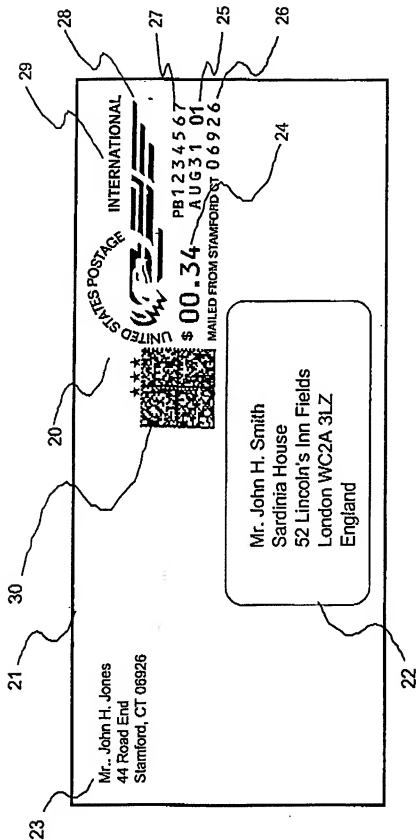 23
21
30
20
29
28
27
25
26
24
22
Mr.. John H. Jones
44 Road End
Stamford, CT 06926
★★★
UNITED STATES POSTAGE
INTERNATIONAL
PB1234567
$ 00.34 AUG31 01
MAILED FROM STAMFORD CT 06926
Mr. John H. Smith
Sardinia House
52 Lincoln's Inn Fields
London WC2A 3LZ
England